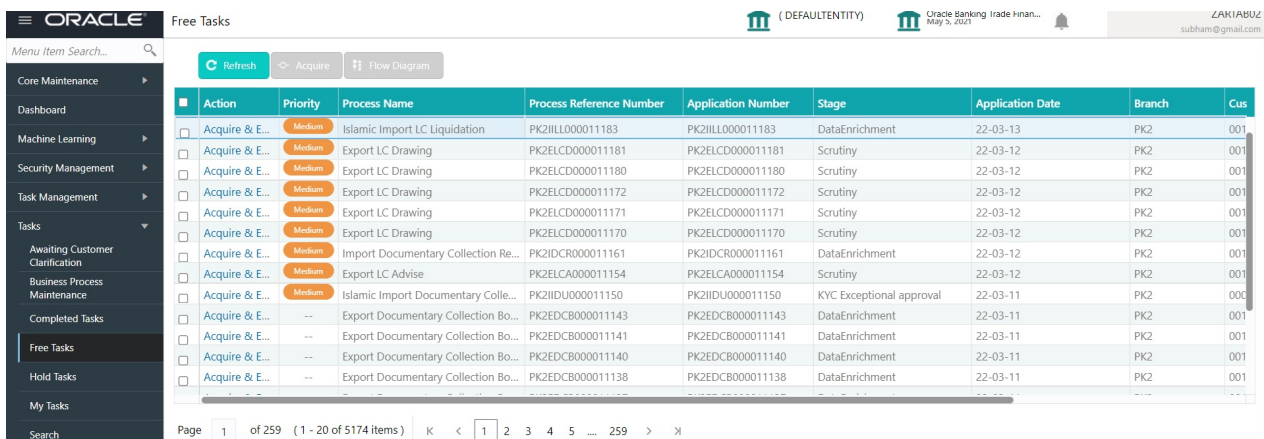 ORACLE
Free Tasks
( DEFAULTENTITY)
Oracle Banking Trade Finan...
May 5, 2021
ZARTAB02
subham@gmail.com
Menu Item Search...
Core Maintenance
Dashboard
Machine Learning
Security Management
Task Management
Tasks
Awaiting Customer
Clarification
Business Process
Maintenance
Completed Tasks
Free Tasks
Hold Tasks
My Tasks
Search
Refresh Acquire Flow Diagram
Action Priority Process Name Process Reference Number Application Number Stage Application Date Branch Cus
Acquire & E... Medium Islamic Import LC Liquidation PK2IILL000011183 PK2IILL000011183 DataEnrichment 22-03-13 PK2 001
Acquire & E... Medium Export LC Drawing PK2ELCD000011181 PK2ELCD000011181 Scrutiny 22-03-12 PK2 001
Acquire & E... Medium Export LC Drawing PK2ELCD000011180 PK2ELCD000011180 Scrutiny 22-03-12 PK2 001
Acquire & E... Medium Export LC Drawing PK2ELCD000011172 PK2ELCD000011172 Scrutiny 22-03-12 PK2 001
Acquire & E... Medium Export LC Drawing PK2ELCD000011171 PK2ELCD000011171 Scrutiny 22-03-12 PK2 001
Acquire & E... Medium Export LC Drawing PK2ELCD000011170 PK2ELCD000011170 Scrutiny 22-03-12 PK2 001
Acquire & E... Medium Import Documentary Collection Re... PK2IDCR000011161 PK2IDCR000011161 DataEnrichment 22-03-12 PK2 001
Acquire & E... Medium Export LC Advise PK2ELCA000011154 PK2ELCA000011154 Scrutiny 22-03-12 PK2 001
Acquire & E... Medium Islamic Import Documentary Colle... PK2IIDU000011150 PK2IIDU000011150 KYC Exceptional approval 22-03-11 PK2 000
Acquire & E... -- Export Documentary Collection Bo... PK2EDCB000011143 PK2EDCB000011143 DataEnrichment 22-03-11 PK2 001
Acquire & E... -- Export Documentary Collection Bo... PK2EDCB000011141 PK2EDCB000011141 DataEnrichment 22-03-11 PK2 001
Acquire & E... -- Export Documentary Collection Bo... PK2EDCB000011140 PK2EDCB000011140 DataEnrichment 22-03-11 PK2 001
Acquire & E... -- Export Documentary Collection Bo... PK2EDCB000011138 PK2EDCB000011138 DataEnrichment 22-03-11 PK2 001
Page 1 of 259 (1 - 20 of 5174 items) K < 1 2 3 4 5 .... 259 >